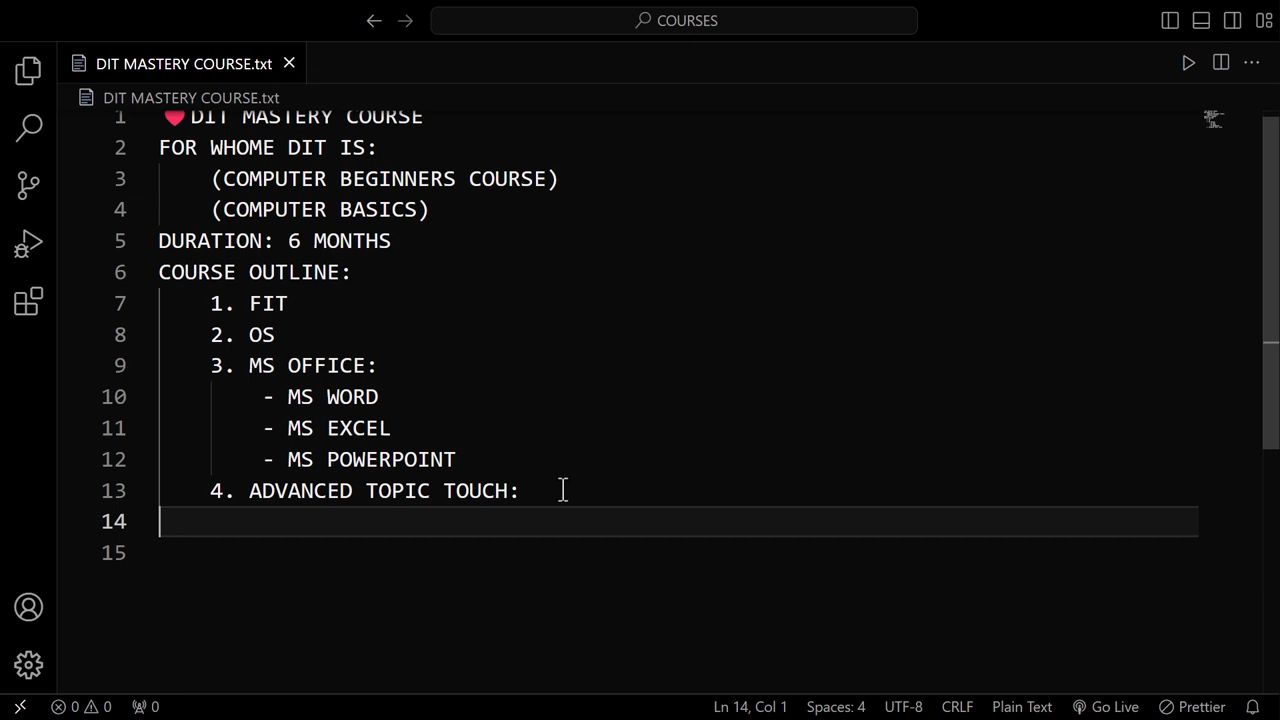 COURSES
DIT MASTERY COURSE.txt
DIT MASTERY COURSE.txt
1 ❤DIT MASTERY COURSE
2 FOR WHOME DIT IS:
3 (COMPUTER BEGINNERS COURSE)
4 (COMPUTER BASICS)
5 DURATION: 6 MONTHS
6 COURSE OUTLINE:
7 1. FIT
8 2. OS
9 3. MS OFFICE:
10 - MS WORD
11 - MS EXCEL
12 - MS POWERPOINT
13 4. ADVANCED TOPIC TOUCH:
14
15
0 0 0 Ln 14, Col 1 Spaces: 4 UTF-8 CRLF Plain Text Go Live Prettier